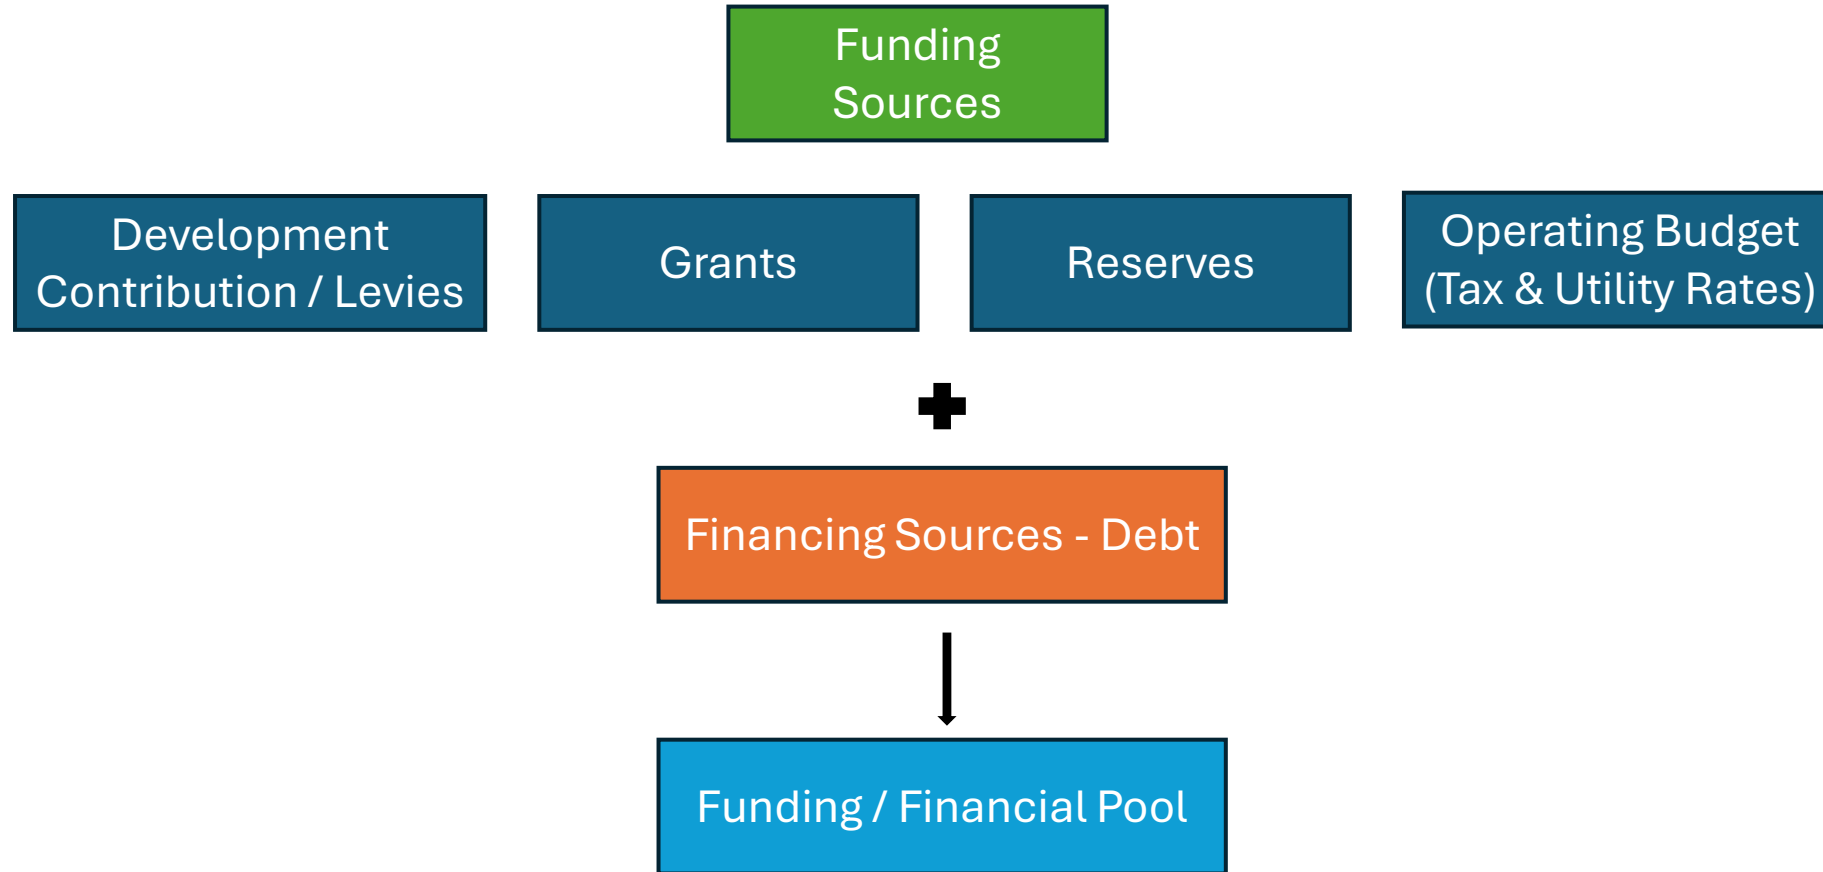 Funding
Sources
Development
Contribution / Levies
Grants
Reserves
Operating Budget
(Tax & Utility Rates)
Financing Sources - Debt
Funding / Financial Pool